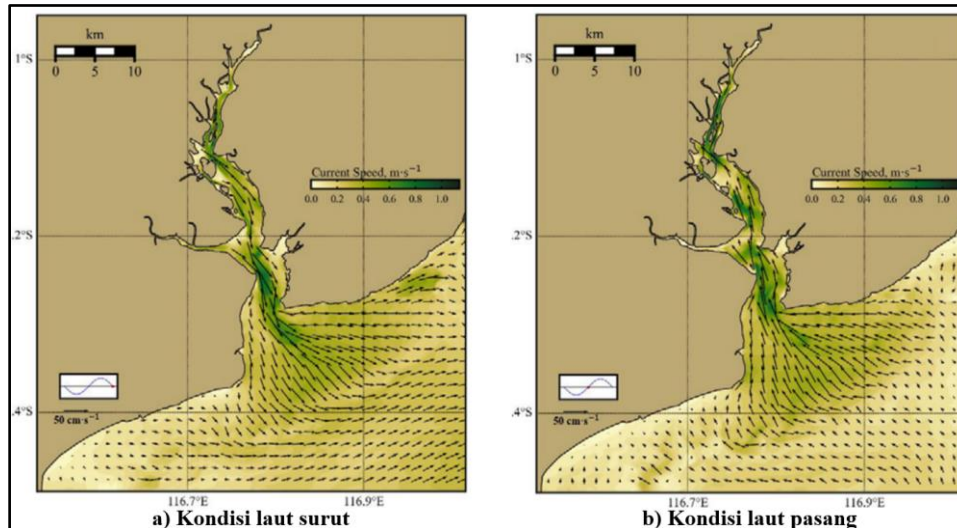 km
0 5 10
1°S
Current Speed, m·s⁻¹
0.0 0.2 0.4 0.6 0.8 1.0
.2°S
.4°S
50 cm·s⁻¹
116.7°E 116.9°E
a) Kondisi laut surut
km
0 5 10
1°S
Current Speed, m·s⁻¹
0.0 0.2 0.4 0.6 0.8 1.0
.2°S
.4°S
50 cm·s⁻¹
116.7°E 116.9°E
b) Kondisi laut pasang